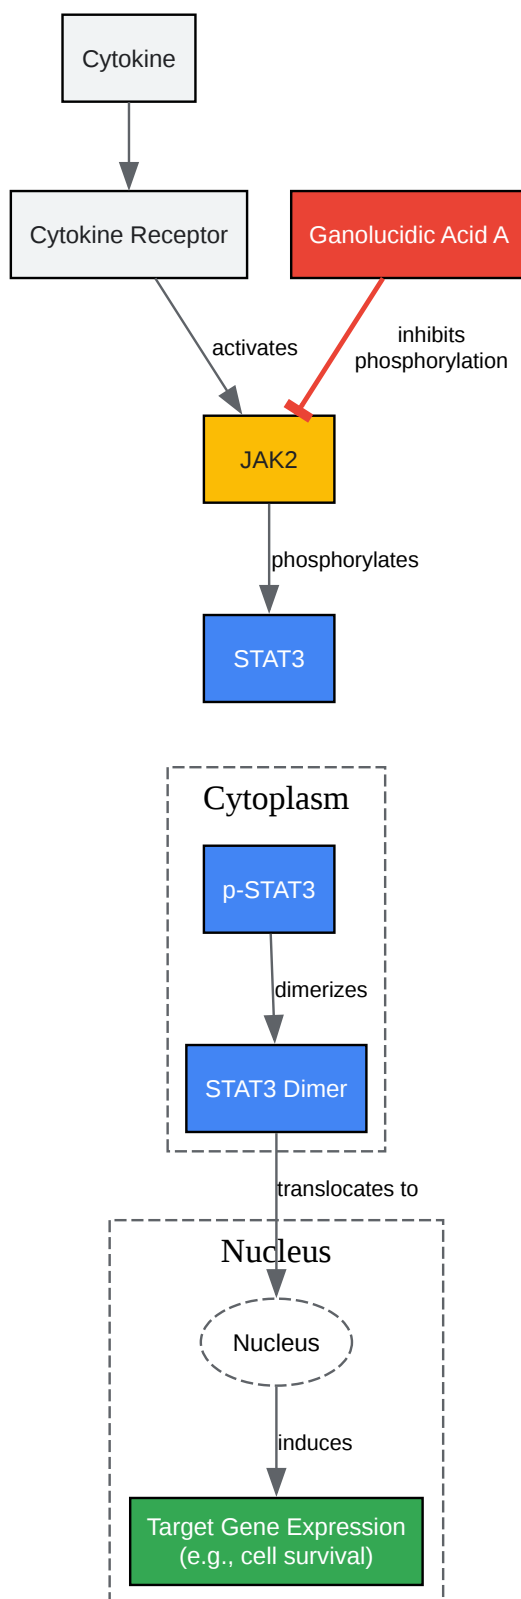 Cytokine
Cytokine Receptor
Ganolucidic Acid A
activates
inhibits
phosphorylation
JAK2
phosphorylates
STAT3
Cytoplasm
p-STAT3
dimerizes
STAT3 Dimer
translocates to
Nucleus
Nucleus
induces
Target Gene Expression
(e.g., cell survival)